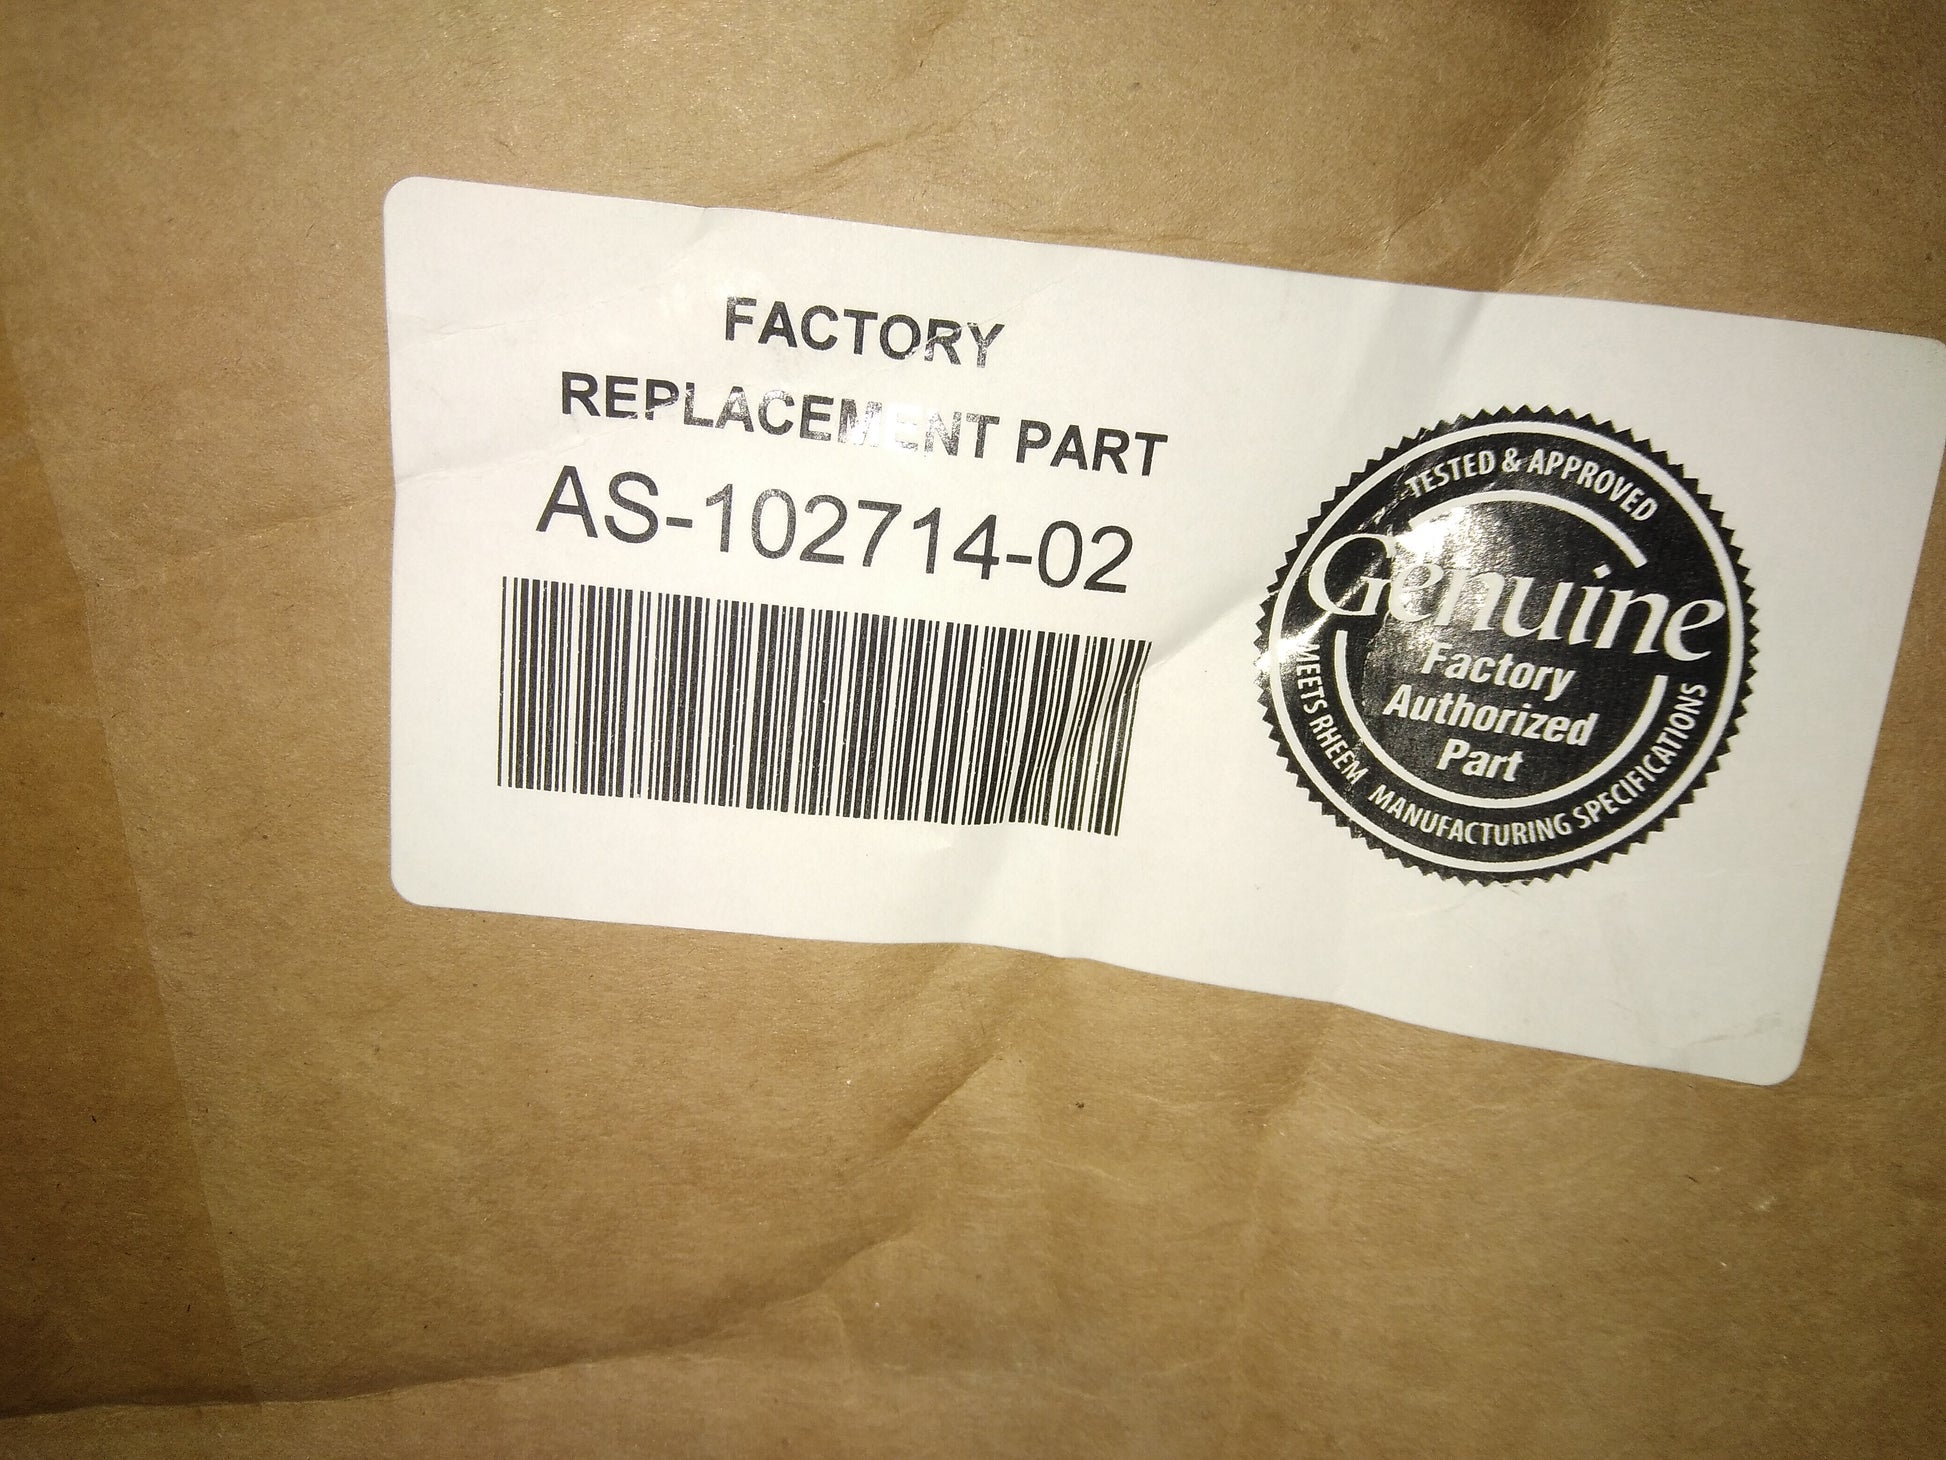 FACTORY
REPLACEMENT PART
AS-102714-02
TESTED & APPROVED
Genuine
Factory
Authorized
Part
MEETS RHEEM MANUFACTURING SPECIFICATIONS